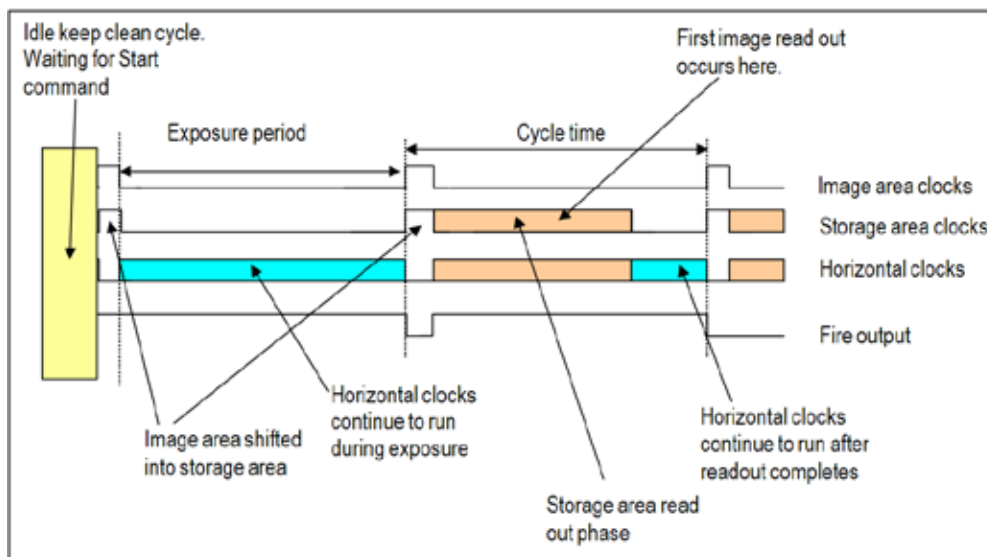 Idle keep clean cycle.
Waiting for Start
command
First image read out
occurs here.
Exposure period
Cycle time
Image area clocks
Storage area clocks
Horizontal clocks
Fire output
Image area shifted
into storage area
Horizontal clocks
continue to run
during exposure
Storage area read
out phase
Horizontal clocks
continue to run after
readout completes